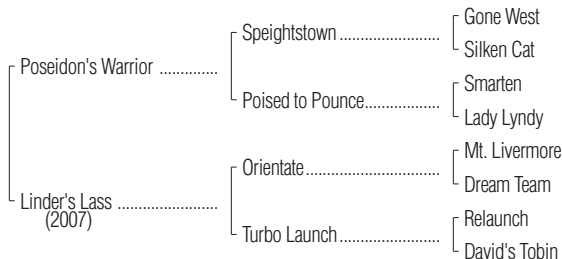 Gone West
Speightstown ...................
Silken Cat
Poseidon's Warrior .............
Smarten
Poised to Pounce..................
Lady Lyndy
Mt. Livermore
Orientate..............................
Dream Team
Linder's Lass ......................
(2007)
Relaunch
Turbo Launch......................
David's Tobin